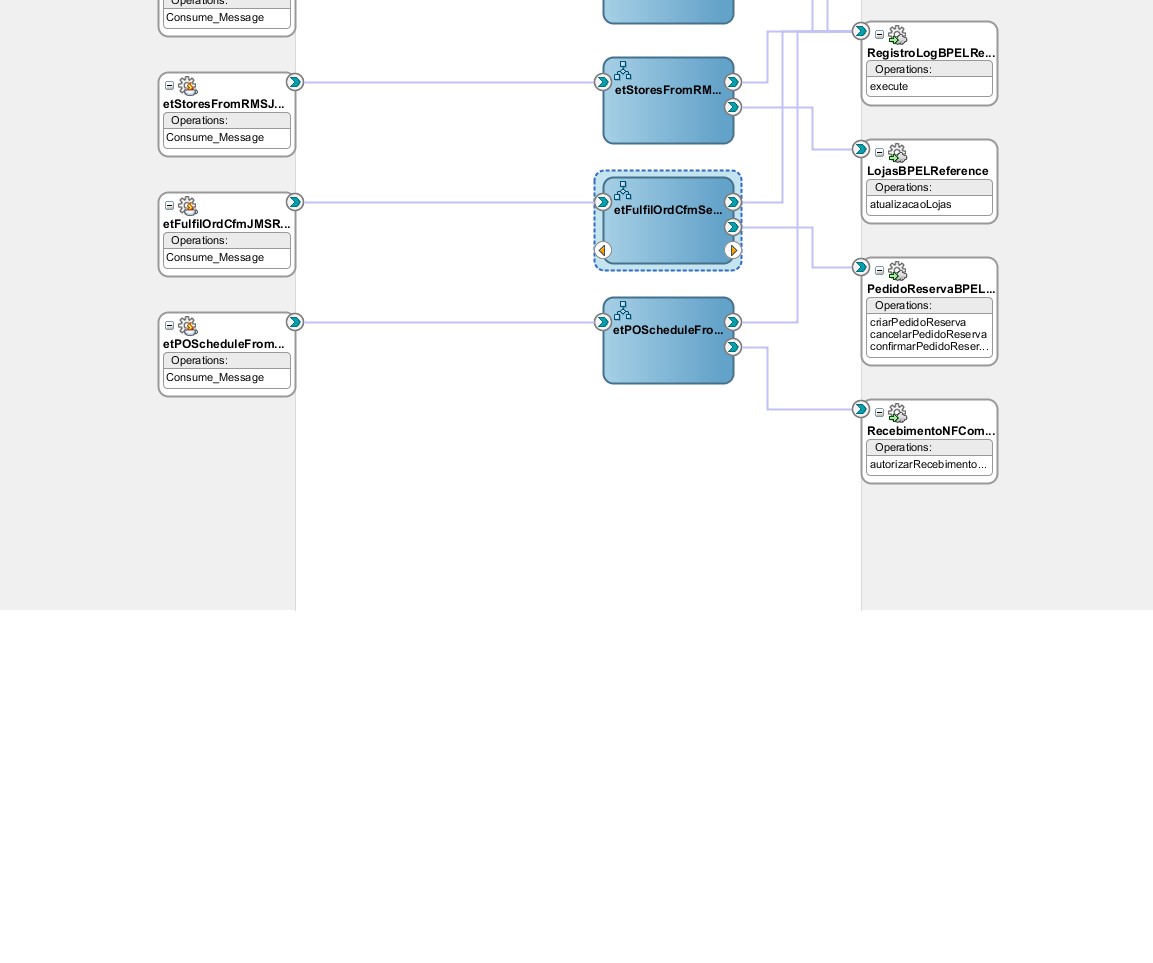 Operations:
Consume_Message
etStoresFromRMSJ...
Operations:
Consume_Message
etFulfilOrdCfmJMSR...
Operations:
Consume_Message
etPOScheduleFrom...
Operations:
Consume_Message
etStoresFromRM...
etFulfilOrdCfmSe...
etPOScheduleFro...
RegistroLogBPELRe...
Operations:
execute
LojasBPELReference
Operations:
atualizacaoLojas
PedidoReservaBPEL...
Operations:
criarPedidoReserva
cancelarPedidoReserva
confirmarPedidoReser...
RecebimentoNFCom...
Operations:
autorizarRecebimento...